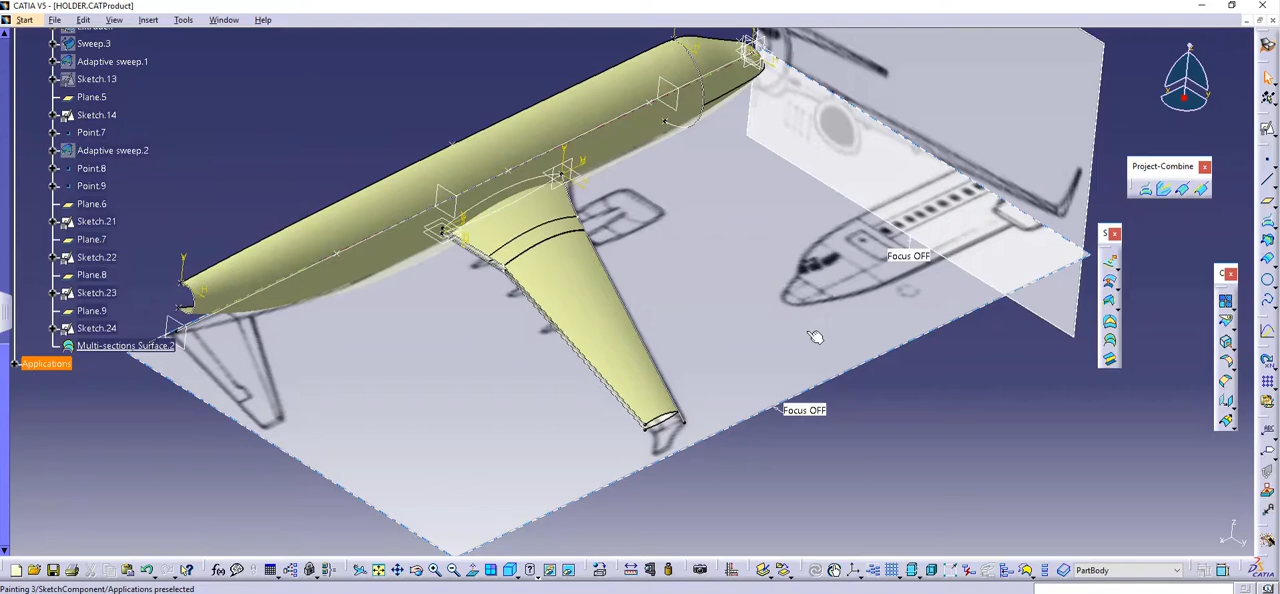 CATIA V5 - [HOLDER.CATProduct]
Start File Edit View Insert Tools Window Help
Sweep.3
Adaptive sweep.1
Sketch.13
Plane.5
Sketch.14
Point.7
Adaptive sweep.2
Point.8
Point.9
Plane.6
Sketch.21
Plane.7
Sketch.22
Plane.8
Sketch.23
Plane.9
Sketch.24
Multi-sections Surface.2
Applications
Project-Combine
Focus OFF
Focus OFF
PartBody
CATIA
Painting 3/SketchComponent/Applications preselected